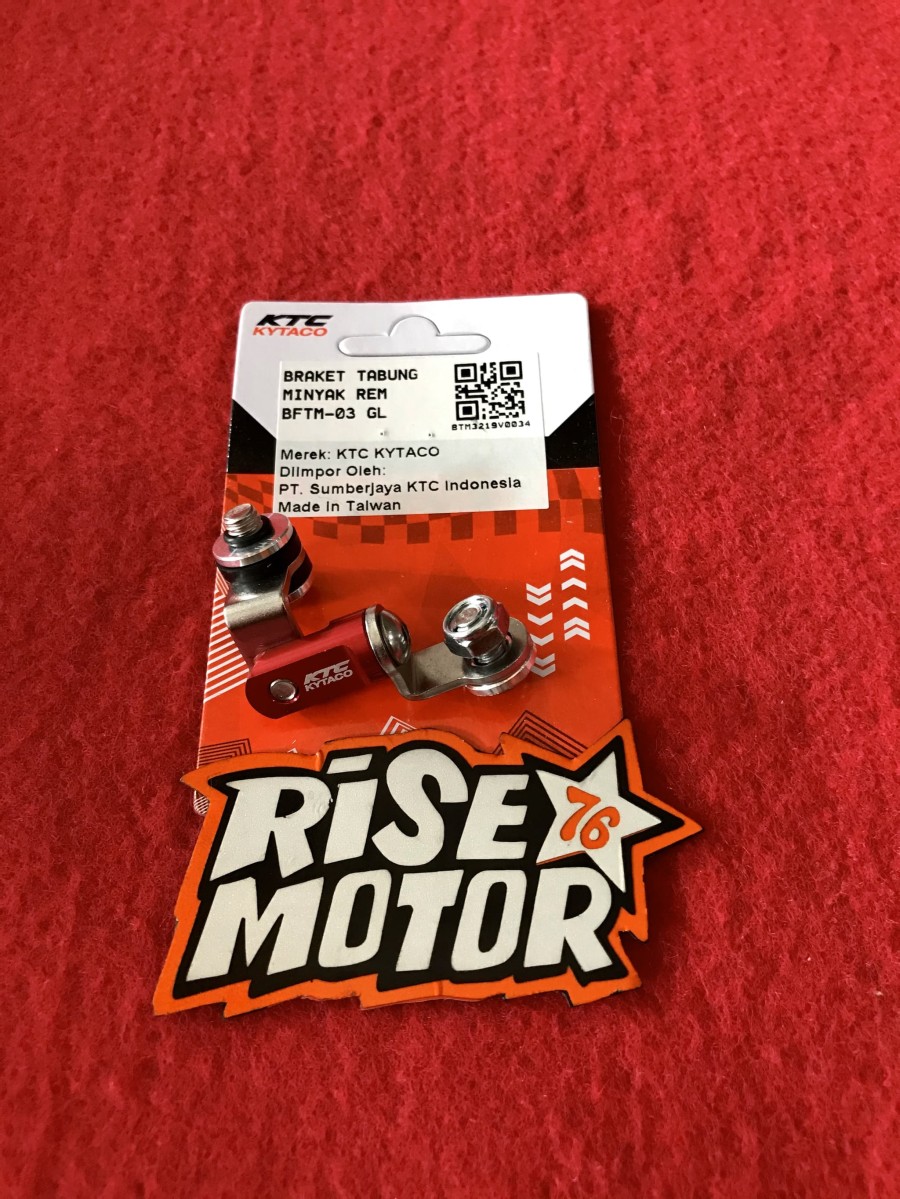 KTC
KYTACO
BRAKET TABUNG
MINYAK REM
BFTM-03 GL
BTM3219V0034
Merek: KTC KYTACO
Diimpor Oleh:
PT. Sumberjaya KTC Indonesia
Made in Taiwan
KTC
KYTACO
RiSE
76
MOTOR